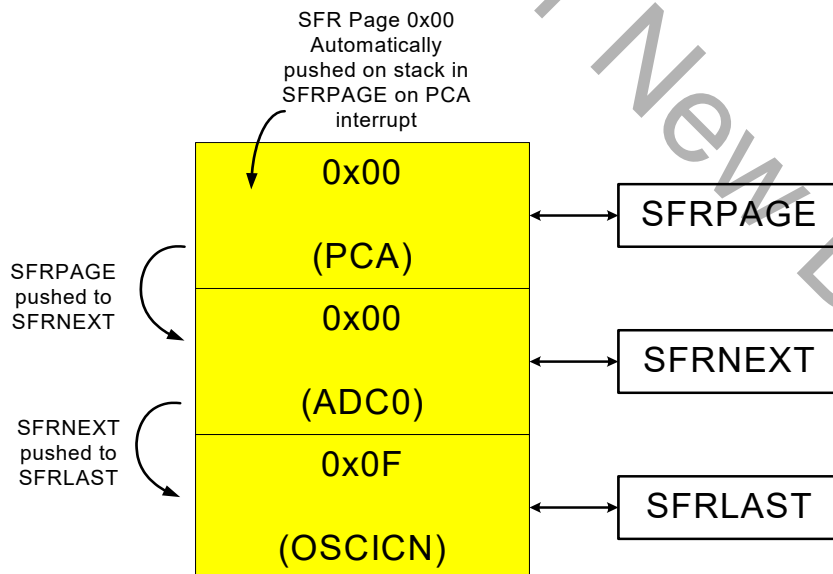 SFR Page 0x00
Automatically
pushed on stack in
SFRPAGE on PCA
interrupt
0x00
(PCA)
SFRPAGE
SFRPAGE
pushed to
SFRNEXT
0x00
(ADC0)
SFRNEXT
SFRNEXT
pushed to
SFRLAST
0x0F
(OSCICN)
SFRLAST
New